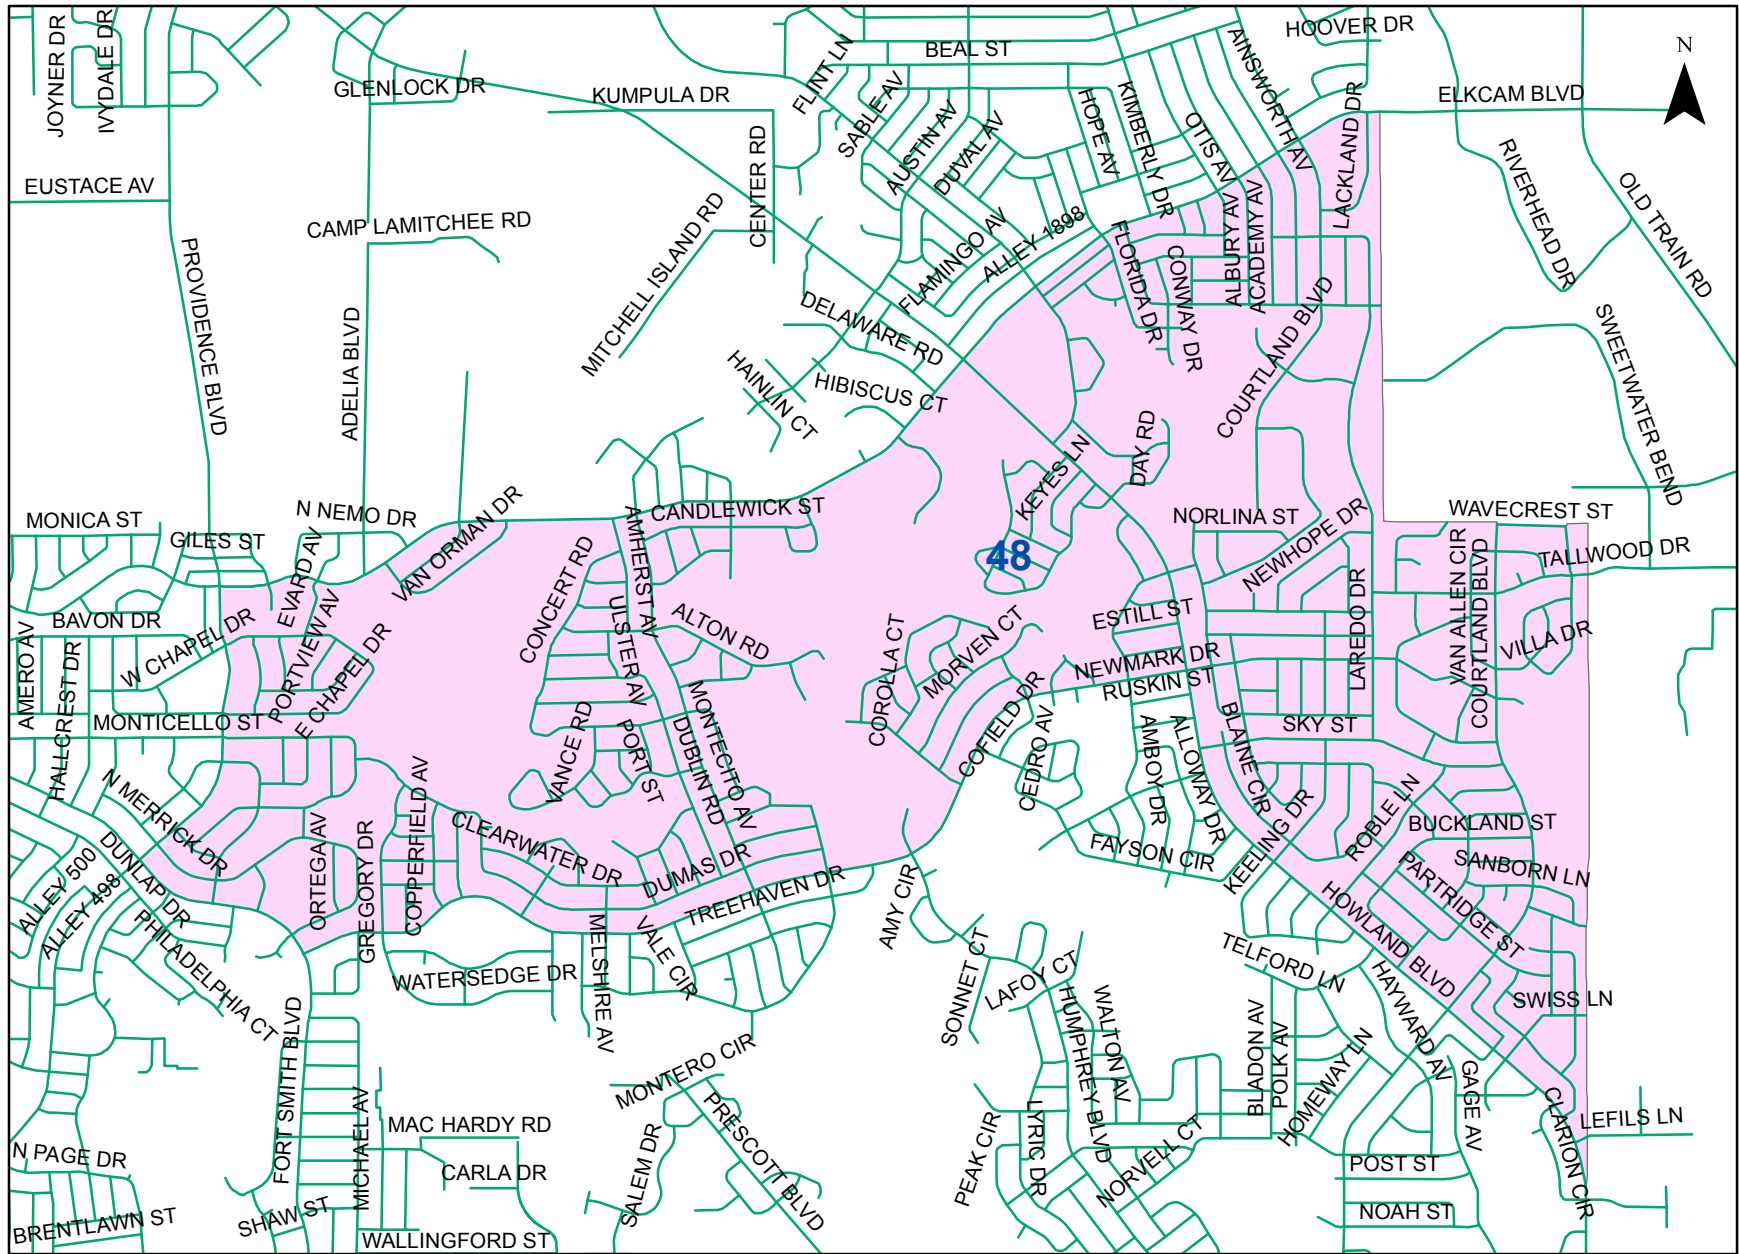 JOYNER DR
IVYDALE DR
GLENLOCK DR
KUMPULA DR
FLINT LN
BEAL ST
HOOVER DR
N
SABLE AV
AUSTIN AV
DUVAL AV
HOPE AV
KIMBERLY DR
OTIS AV
AINSWORTH AV
LACKLAND DR
ELKCAM BLVD
EUSTACE AV
CENTER RD
RIVERHEAD DR
OLD TRAIN RD
CAMP LAMITCHEE RD
MITCHELL ISLAND RD
FLAMINGO AV
ALLEY 1898
FLORIDA DR
CONWAY DR
ALBURY AV
ACADEMY AV
PROVIDENCE BLVD
ADELIA BLVD
DELAWARE RD
COURTLAND BLVD
SWEETWATER BEND
HAINLIN CT
HIBISCUS CT
DAY RD
KEYES LN
MONICA ST
GILES ST
N NEMO DR
VAN ORMAN DR
AMHERST AV
CANDLEWICK ST
NORLINA ST
NEWHOPE DR
WAVECREST ST
TALLWOOD DR
48
EVARD AV
CONCERT RD
BAVON DR
W CHAPEL DR
PORTVIEW AV
E CHAPEL DR
ULSTER AV
ALTON RD
COROLLA CT
MORVEN CT
ESTILL ST
LAREDO DR
VAN ALLEN CIR
COURTLAND BLVD
VILLA DR
AMERO AV
HALLCREST DR
NEWMARK DR
RUSKIN ST
MONTICELLO ST
VANCE RD
PORT ST
DUBLIN RD
MONTECITO AV
COFIELD DR
CEDRO AV
AMBOY DR
ALLOWAY DR
BLAINE CIR
SKY ST
N MERRICK DR
COPPERFIELD AV
CLEARWATER DR
DUMAS DR
FAYSON CIR
KEELING DR
ROBLE LN
BUCKLAND ST
SANBORN LN
ALLEY 500
ALLEY 498
DUNLAP DR
ORTEGA AV
GREGORY DR
TREEHAVEN DR
AMY CIR
PARTRIDGE ST
HOWLAND BLVD
PHILADELPHIA CT
WATERSEDGE DR
MELSHIRE AV
VALE CIR
SONNET CT
LAFOY CT
TELFORD LN
HAYWARD AV
SWISS LN
FORT SMITH BLVD
MONTERO CIR
HUMPHREY BLVD
WALTON AV
BLADON AV
POLK AV
HOMEWAY LN
GAGE AV
CLARION CIR
LEFILS LN
N PAGE DR
MICHAEL AV
MAC HARDY RD
CARLA DR
SALEM DR
PRESCOTT BLVD
PEAK CIR
LYRIC DR
NORVELL CT
POST ST
NOAH ST
BRENTLAWN ST
SHAW ST
WALLINGFORD ST